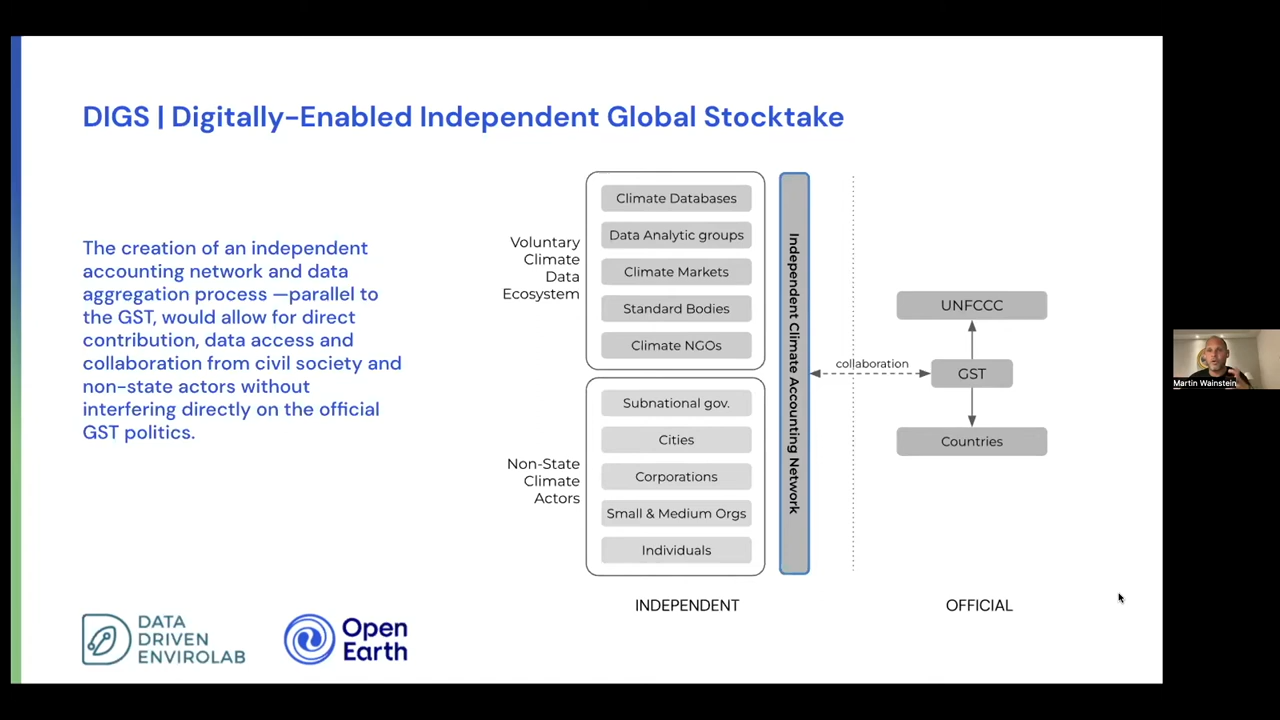 DIGS | Digitally-Enabled Independent Global Stocktake
The creation of an independent
accounting network and data
aggregation process —parallel to
the GST, would allow for direct
contribution, data access and
collaboration from civil society and
non-state actors without
interfering directly on the official
GST politics.
Voluntary
Climate
Data
Ecosystem
Climate Databases
Data Analytic groups
Climate Markets
Standard Bodies
Climate NGOs
Non-State
Climate
Actors
Subnational gov.
Cities
Corporations
Small & Medium Orgs
Individuals
Independent Climate Accounting Network
collaboration
UNFCCC
GST
Countries
INDEPENDENT
OFFICIAL
DATA
DRIVEN
ENVIROLAB
Open
Earth
Martin Wainstein